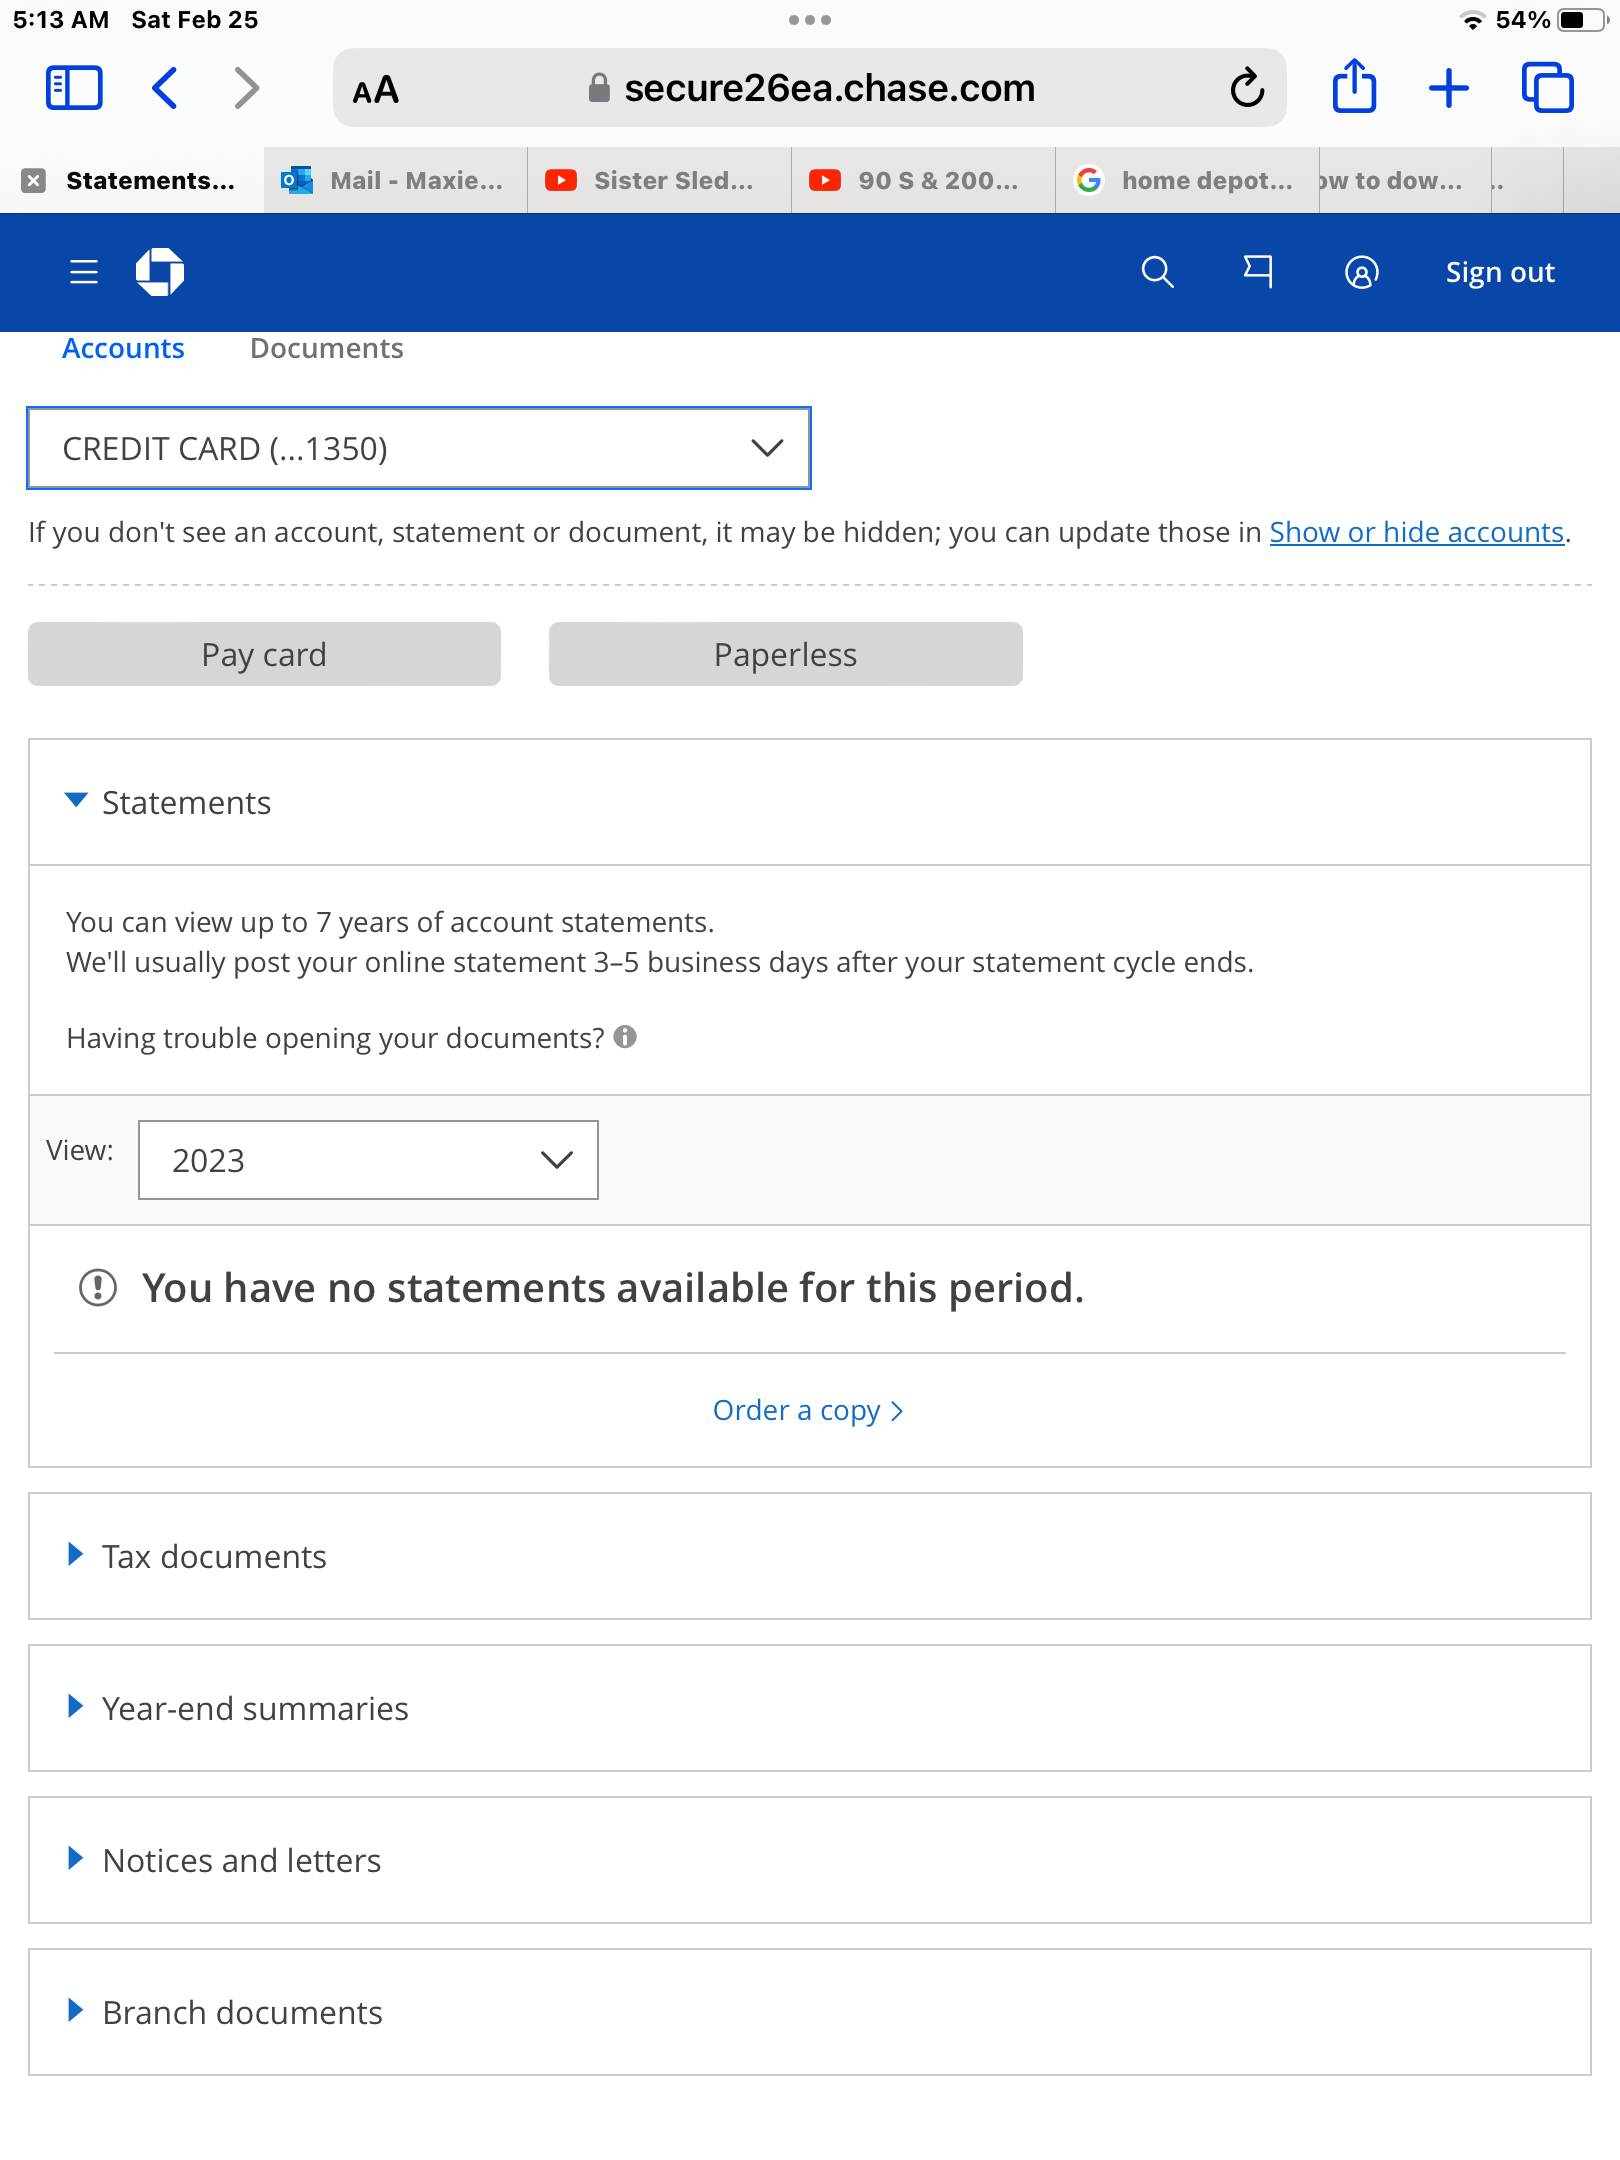 5:13 AM Sat Feb 25
54%
AA secure26ea.chase.com
Statements... Mail - Maxie... Sister Sled... 90 S & 200... home depot... ow to dow... ..
Sign out
Accounts Documents
CREDIT CARD (...1350)
If you don't see an account, statement or document, it may be hidden; you can update those in Show or hide accounts.
Pay card Paperless
Statements
You can view up to 7 years of account statements.
We'll usually post your online statement 3–5 business days after your statement cycle ends.
Having trouble opening your documents?
View: 2023
You have no statements available for this period.
Order a copy
Tax documents
Year-end summaries
Notices and letters
Branch documents